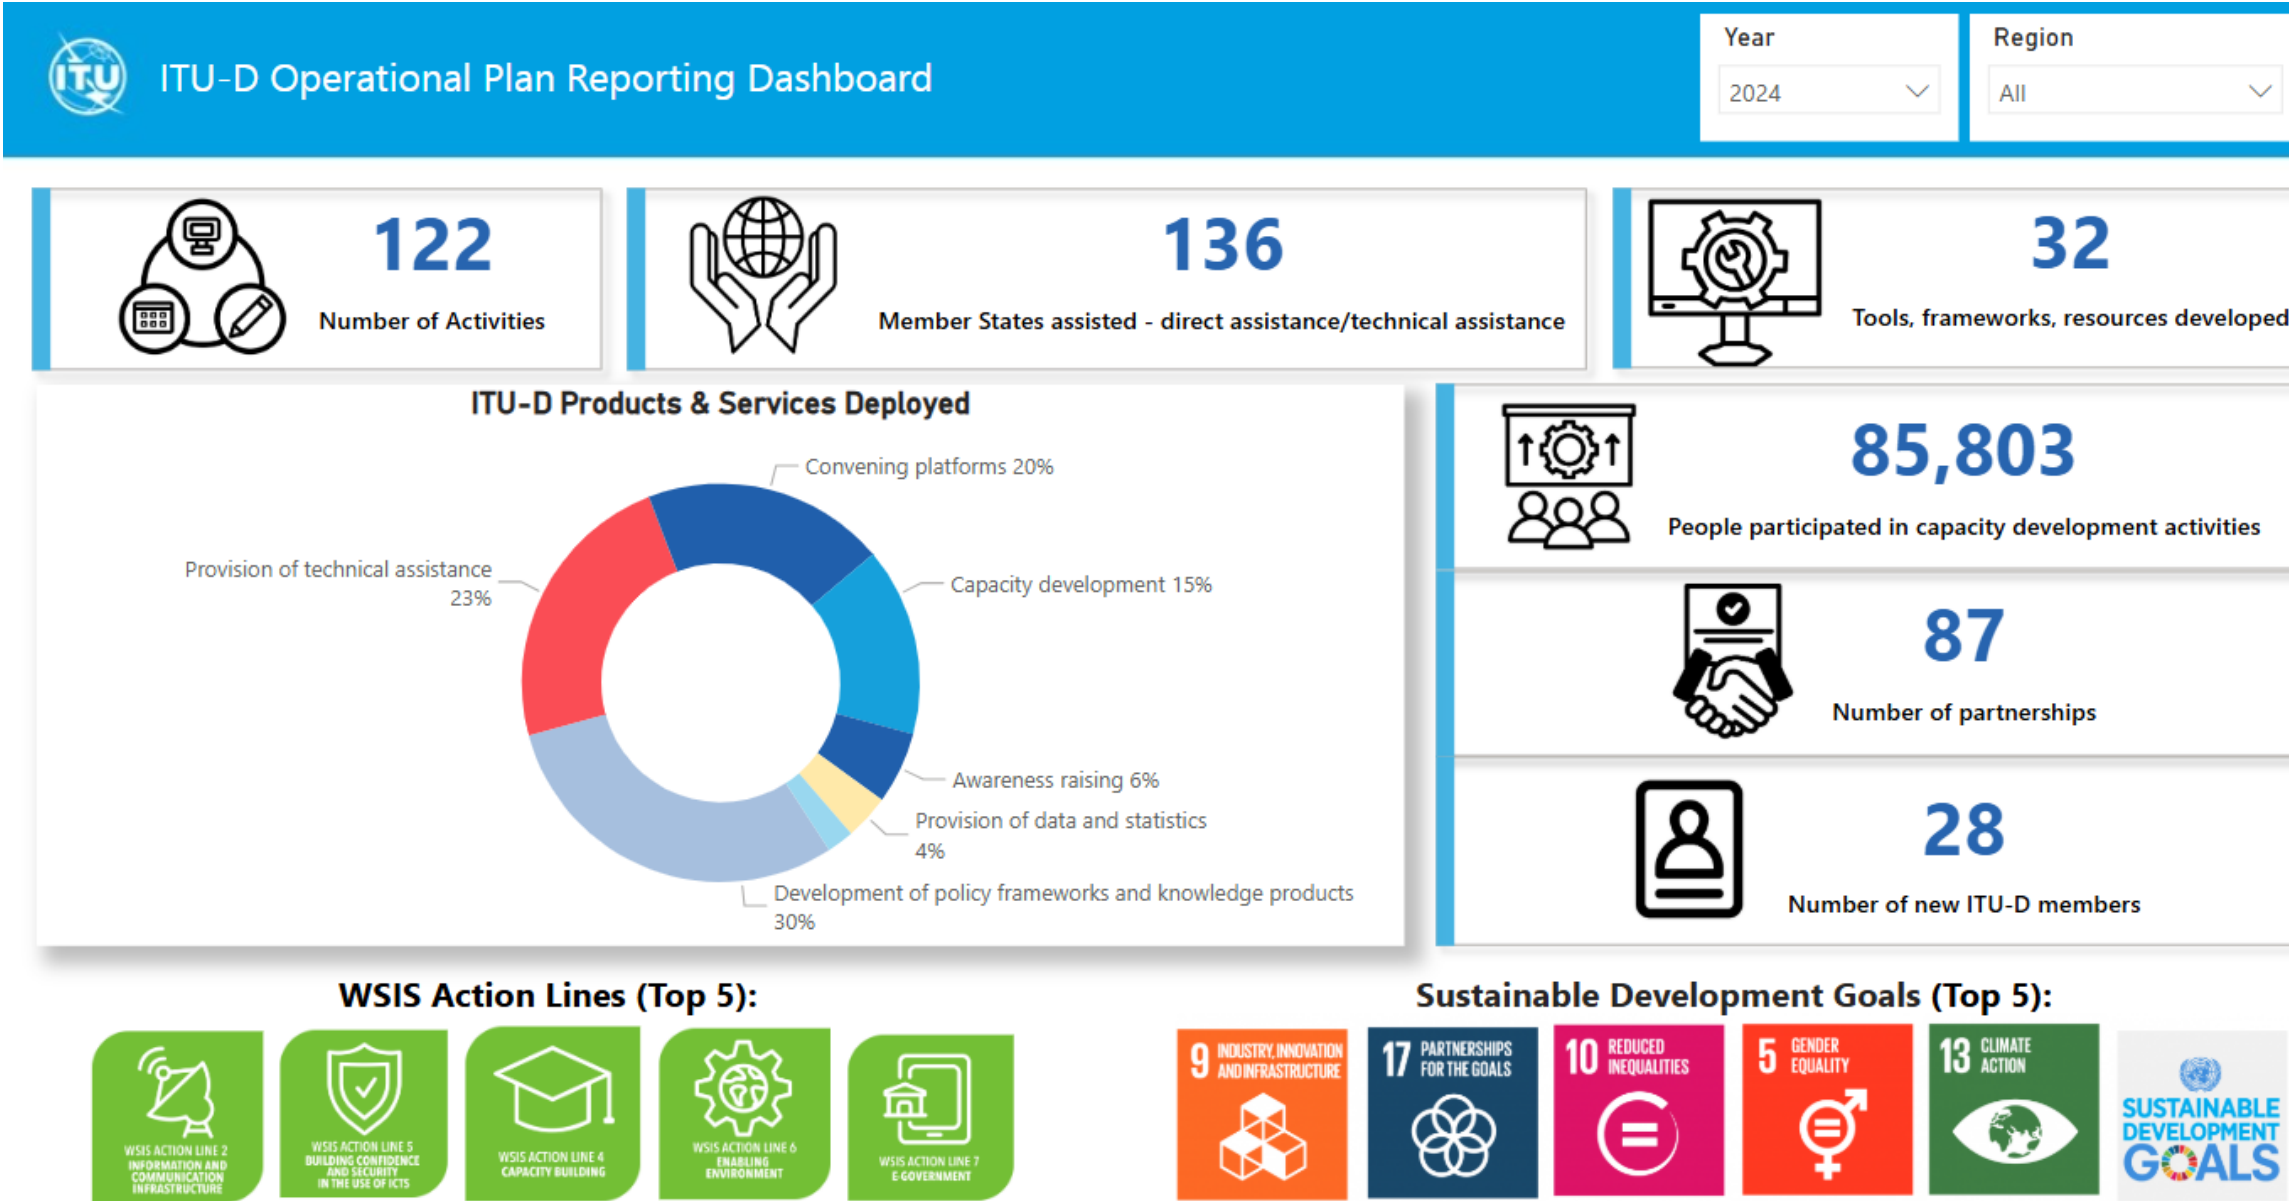 ITU
ITU-D Operational Plan Reporting Dashboard
Year
2024
Region
All
122
Number of Activities
136
Member States assisted - direct assistance/technical assistance
32
Tools, frameworks, resources developed
ITU-D Products & Services Deployed
Convening platforms 20%
Provision of technical assistance
23%
Capacity development 15%
Awareness raising 6%
Provision of data and statistics
4%
Development of policy frameworks and knowledge products
30%
85,803
People participated in capacity development activities
87
Number of partnerships
28
Number of new ITU-D members
WSIS Action Lines (Top 5):
WSIS ACTION LINE 2
INFORMATION AND
COMMUNICATION
INFRASTRUCTURE
WSIS ACTION LINE 5
BUILDING CONFIDENCE
AND SECURITY
IN THE USE OF ICTS
WSIS ACTION LINE 4
CAPACITY BUILDING
WSIS ACTION LINE 6
ENABLING
ENVIRONMENT
WSIS ACTION LINE 7
E-GOVERNMENT
Sustainable Development Goals (Top 5):
9 INDUSTRY, INNOVATION
AND INFRASTRUCTURE
17 PARTNERSHIPS
FOR THE GOALS
10 REDUCED
INEQUALITIES
5 GENDER
EQUALITY
13 CLIMATE
ACTION
SUSTAINABLE
DEVELOPMENT
GOALS